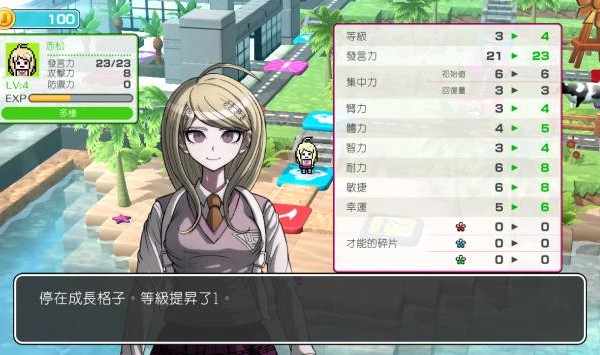 100
赤松
發言力 23/23
攻擊力 8
防禦力 0
LV:4
EXP
多樣
等級 3 ▶ 4
發言力 21 ▶ 23
集中力 初始值 6 ▶ 6
回復量 3 ▶ 3
臂力 3 ▶ 4
體力 4 ▶ 5
智力 3 ▶ 4
耐力 6 ▶ 8
敏捷 6 ▶ 8
幸運 5 ▶ 6
才能的碎片 0 ▶ 0
0 ▶ 0
0 ▶ 0
停在成長格子。等級提昇了1。